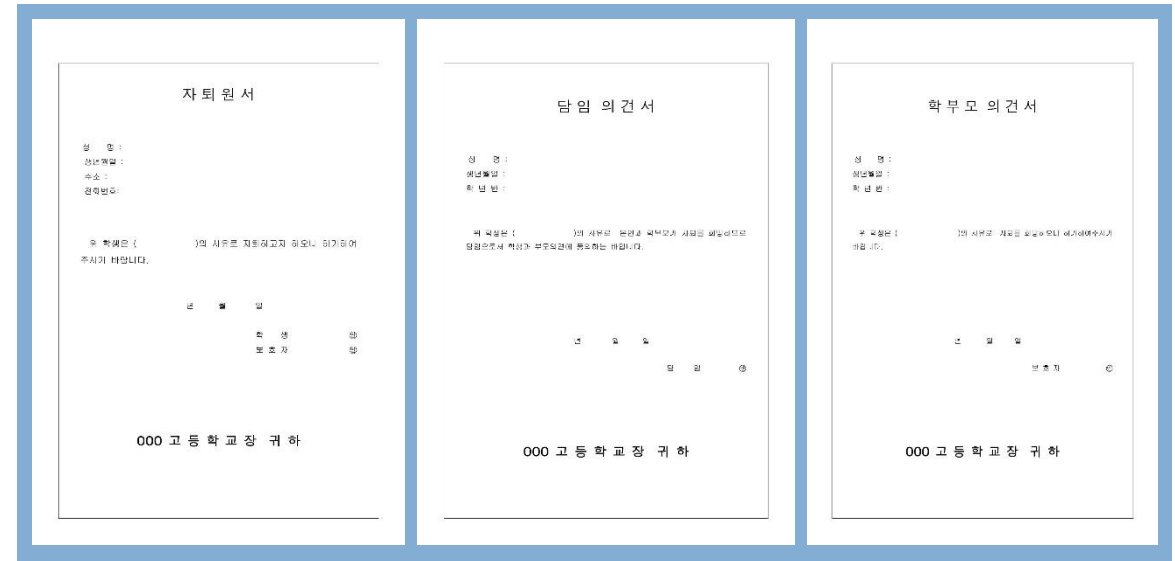 자 퇴 원 서
성 명 :
생년월일 :
주소 :
전화번호:
위 학생은 ( )의 사유로 자퇴하고자 하오니 허가하여
주시기 바랍니다.
년 월 일
학 생 ㊞
보 호 자 ㊞
000 고 등 학 교 장 귀 하
담 임 의 견 서
성 명 :
생년월일 :
학 년 반 :
위 학생은 ( )의 사유로 본인과 학부모가 자퇴를 희망하므로
담임으로서 학생과 부모의견에 동의하는 바입니다.
년 월 일
담 임 ㊞
000 고 등 학 교 장 귀 하
학 부 모 의 견 서
성 명 :
생년월일 :
학 년 반 :
위 학생은 ( )의 사유로 자퇴를 희망하오니 허가하여주시기
바랍니다.
년 월 일
보 호 자 ㊞
000 고 등 학 교 장 귀 하